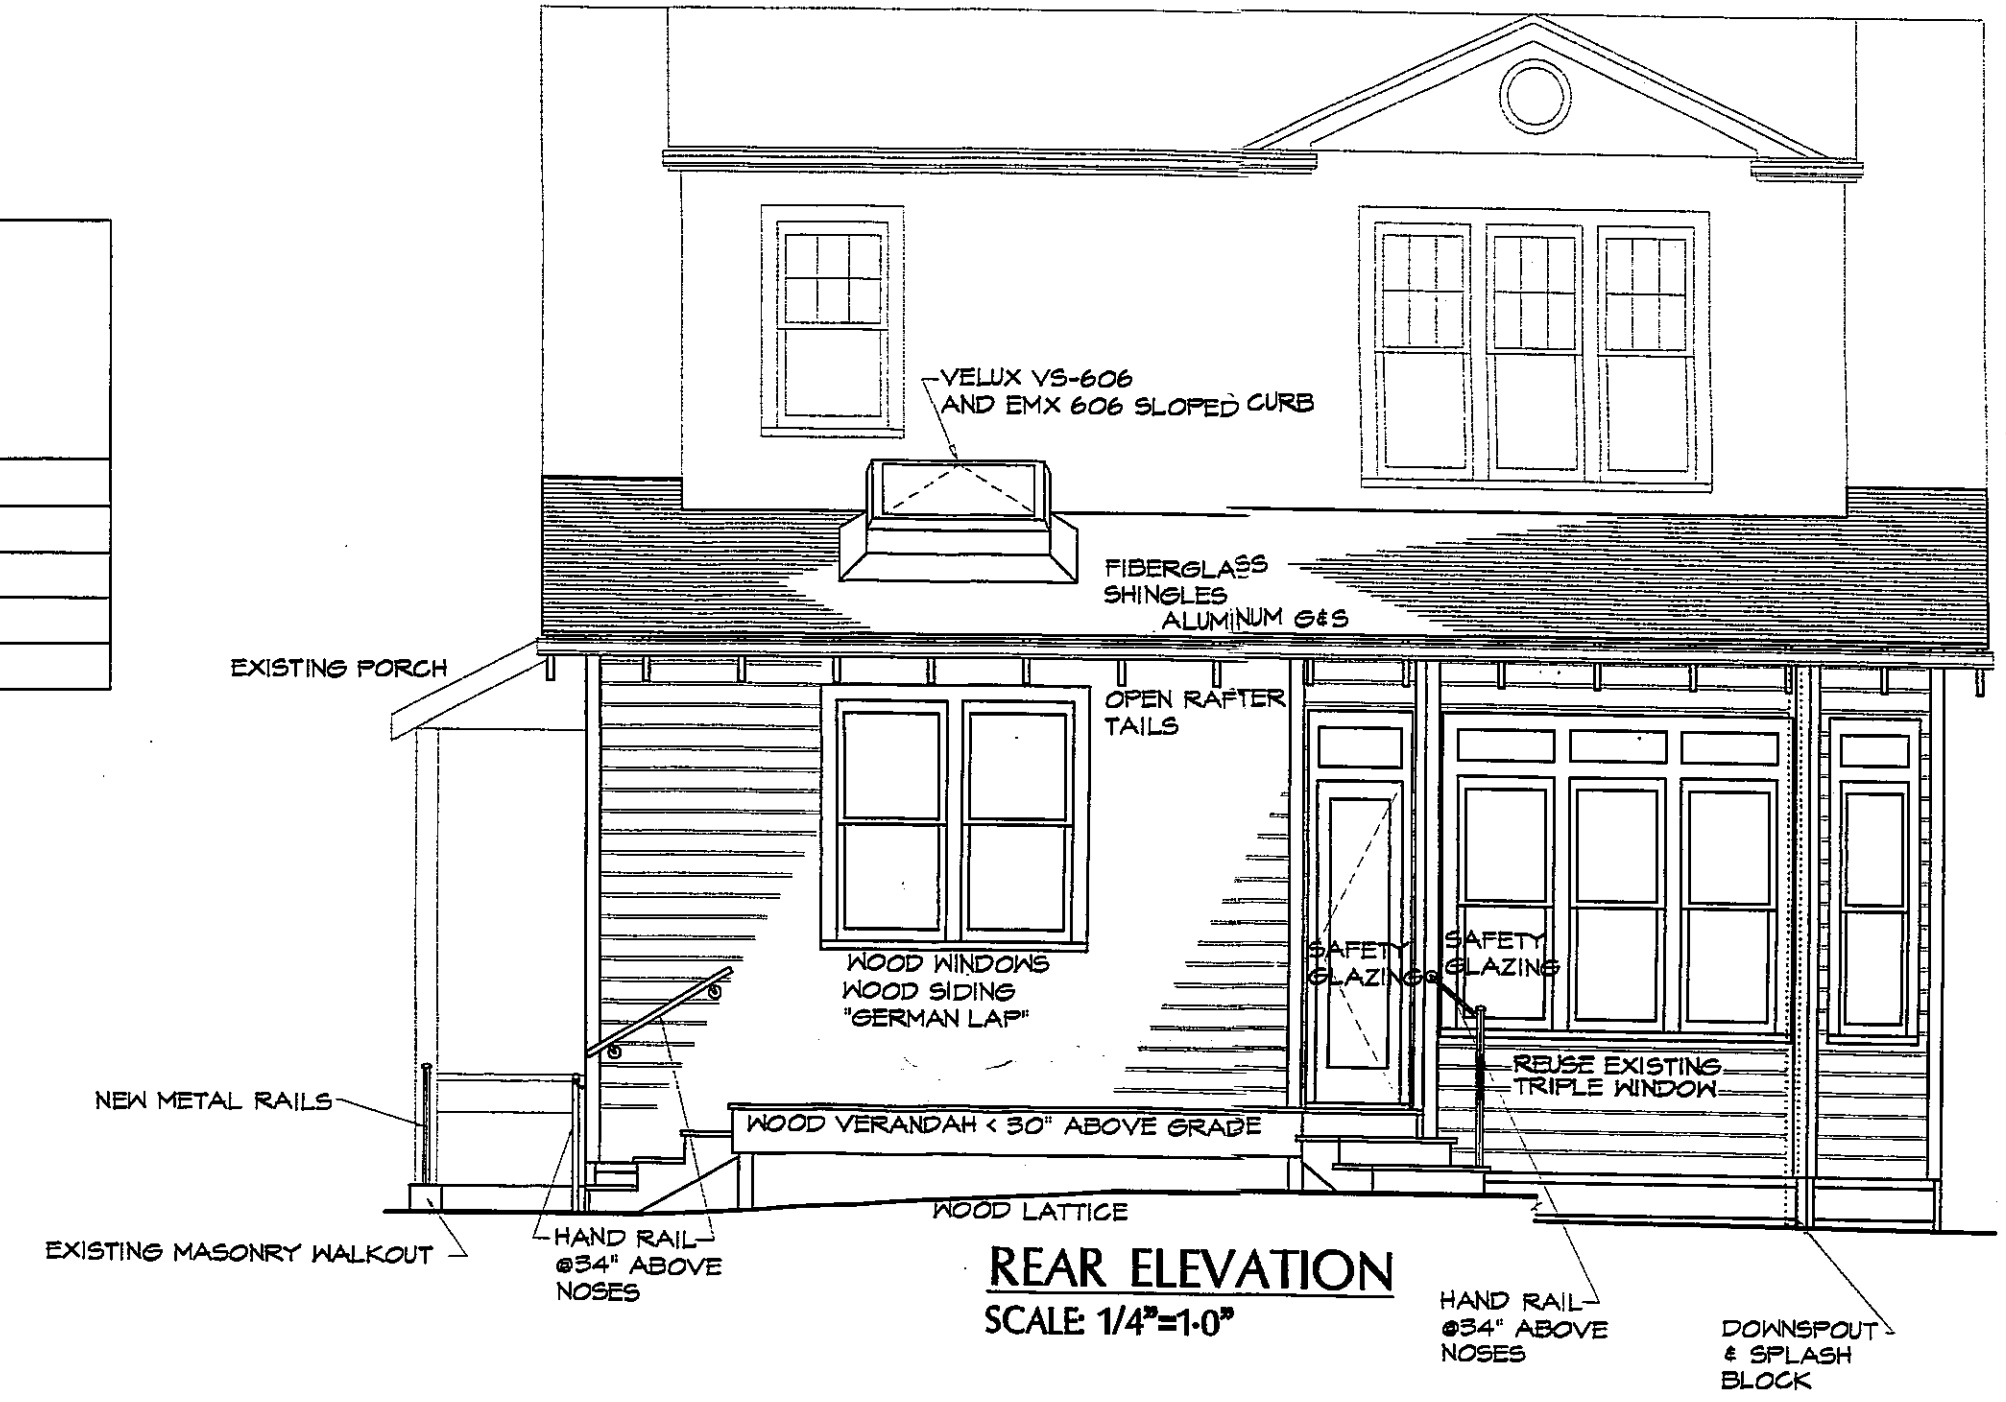 VELUX VS-606
AND EMX 606 SLOPED CURB
FIBERGLASS
SHINGLES
ALUMINUM G&S
EXISTING PORCH
OPEN RAFTER
TAILS
SAFETY
GLAZING
SAFETY
GLAZING
WOOD WINDOWS
WOOD SIDING
"GERMAN LAP"
REUSE EXISTING
TRIPLE WINDOW
NEW METAL RAILS
WOOD VERANDAH < 30" ABOVE GRADE
WOOD LATTICE
EXISTING MASONRY WALKOUT
HAND RAIL
@34" ABOVE
NOSES
REAR ELEVATION
SCALE: 1/4"=1-0"
HAND RAIL
@34" ABOVE
NOSES
DOWNSPOUT
& SPLASH
BLOCK